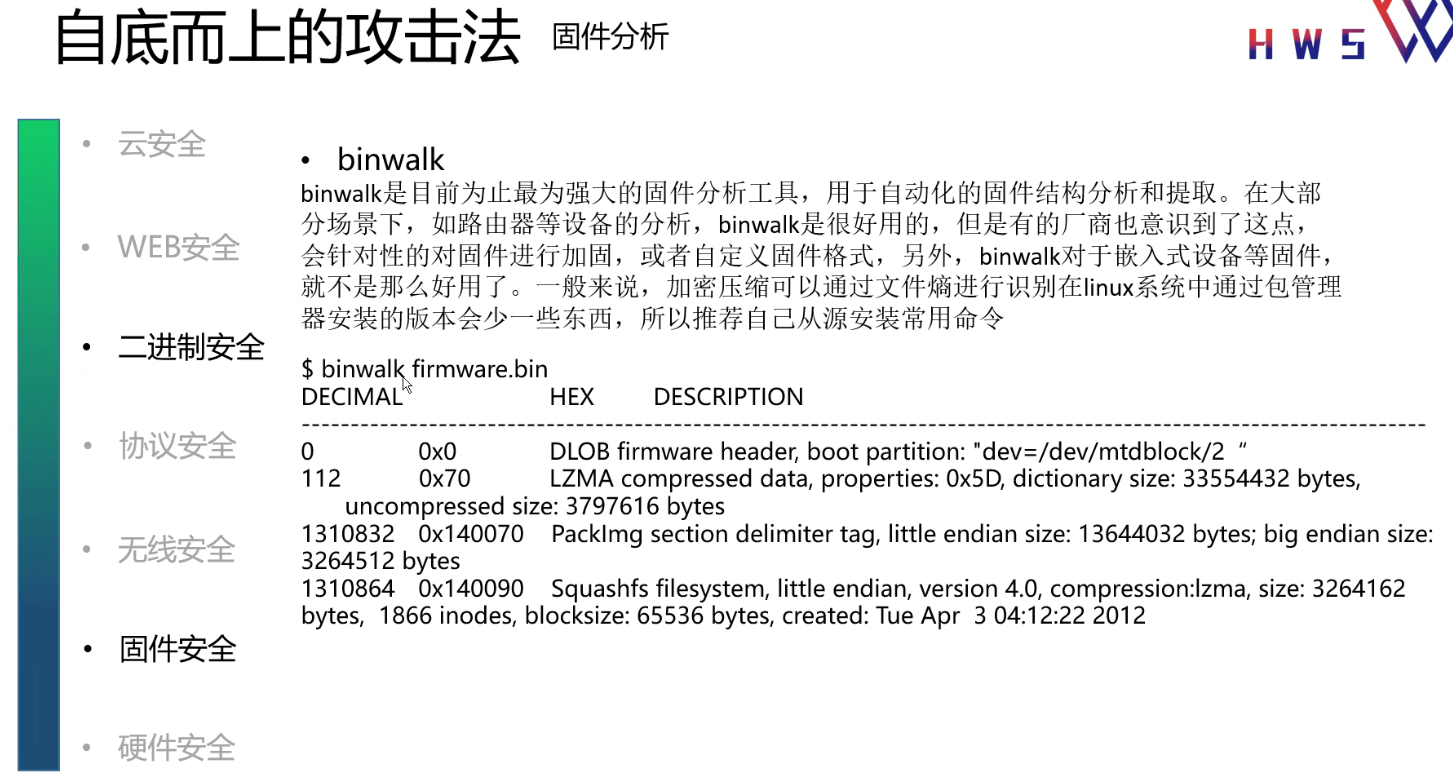 自底而上的攻击法 固件分析
HWS
• 云安全
• WEB安全
• 二进制安全
• 协议安全
• 无线安全
• 固件安全
• 硬件安全
• binwalk
binwalk是目前为止最为强大的固件分析工具，用于自动化的固件结构分析和提取。在大部
分场景下，如路由器等设备的分析，binwalk是很好用的，但是有的厂商也意识到了这点，
会针对性的对固件进行加固，或者自定义固件格式，另外，binwalk对于嵌入式设备等固件，
就不是那么好用了。一般来说，加密压缩可以通过文件熵进行识别在linux系统中通过包管理
器安装的版本会少一些东西，所以推荐自己从源安装常用命令
$ binwalk firmware.bin
DECIMAL HEX DESCRIPTION
-------------------------------------------------------------------------------------------------------------------
0 0x0 DLOB firmware header, boot partition: "dev=/dev/mtdblock/2 “
112 0x70 LZMA compressed data, properties: 0x5D, dictionary size: 33554432 bytes,
uncompressed size: 3797616 bytes
1310832 0x140070 PackImg section delimiter tag, little endian size: 13644032 bytes; big endian size:
3264512 bytes
1310864 0x140090 Squashfs filesystem, little endian, version 4.0, compression:lzma, size: 3264162
bytes, 1866 inodes, blocksize: 65536 bytes, created: Tue Apr  3 04:12:22 2012